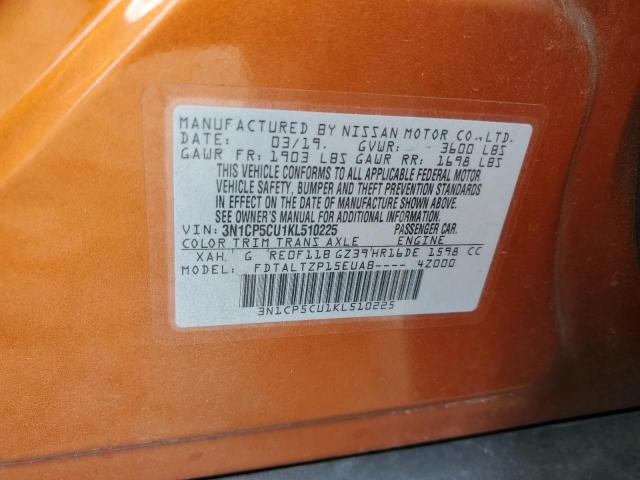 MANUFACTURED BY NISSAN MOTOR CO.,LTD.
DATE: 03/19. GVWR: 3600 LBS
GAWR FR: 1903 LBS GAWR RR: 1698 LBS
THIS VEHICLE CONFORMS TO ALL APPLICABLE FEDERAL MOTOR
VEHICLE SAFETY, BUMPER AND THEFT PREVENTION STANDARDS
IN EFFECT ON THE DATE OF MANUFACTURE SHOWN ABOVE.
SEE OWNER'S MANUAL FOR ADDITIONAL INFORMATION.
VIN: 3N1CP5CU1KL510225 PASSENGER CAR.
COLOR TRIM TRANS AXLE ENGINE
XAH G RE0F11B GZ39 HR16DE 1598 CC
MODEL: FDTALTZP15EUAB---- 4Z000
3N1CP5CU1KL510225